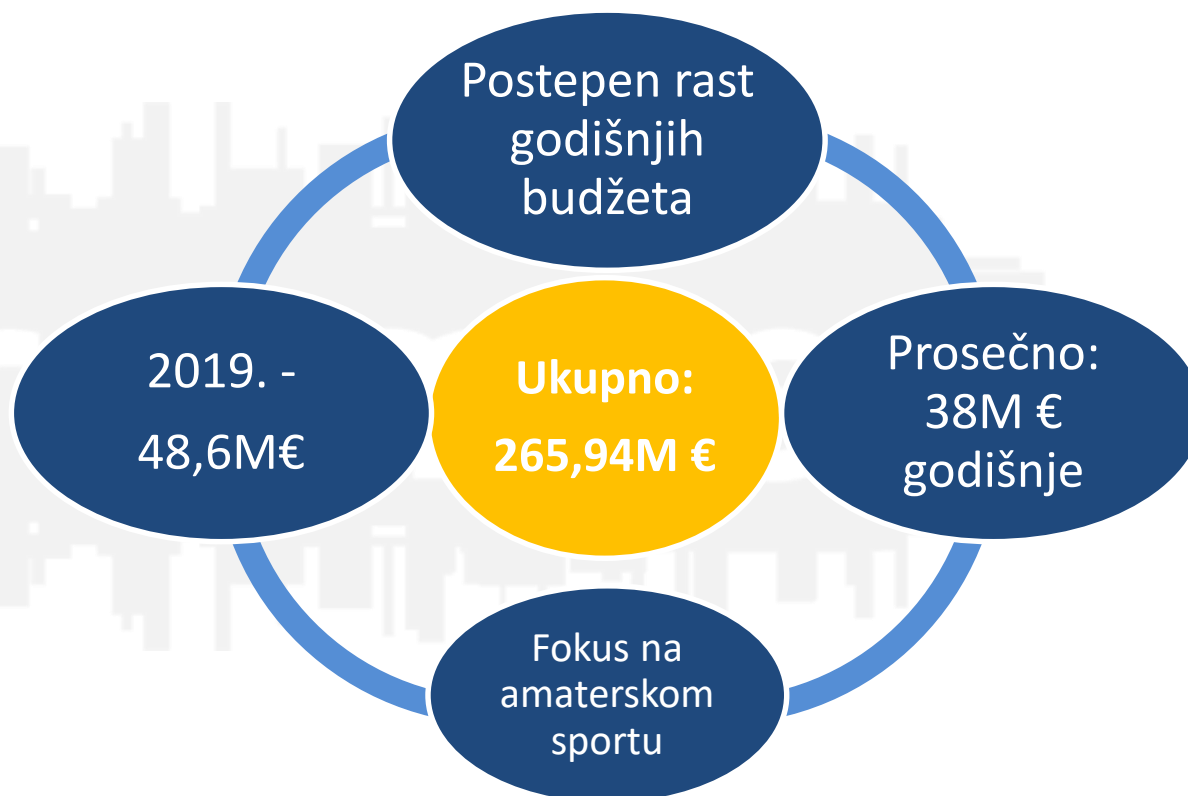 Postepen rast
godišnjih
budžeta
2019. -
48,6M€
Ukupno:
265,94M €
Prosečno:
38M €
godišnje
Fokus na
amaterskom
sportu